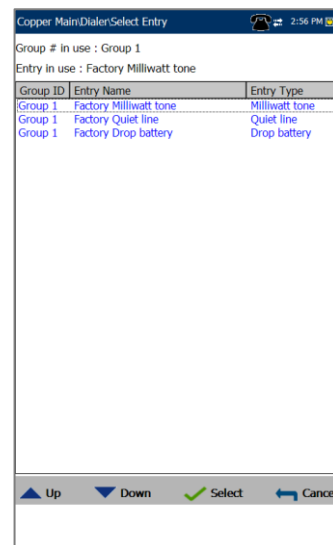 Copper Main\Dialer\Select Entry 2:56 PM
Group # in use : Group 1
Entry in use : Factory Milliwatt tone
Group ID Entry Name Entry Type
Group 1 Factory Milliwatt tone Milliwatt tone
Group 1 Factory Quiet line Quiet line
Group 1 Factory Drop battery Drop battery
Up Down Select Cance